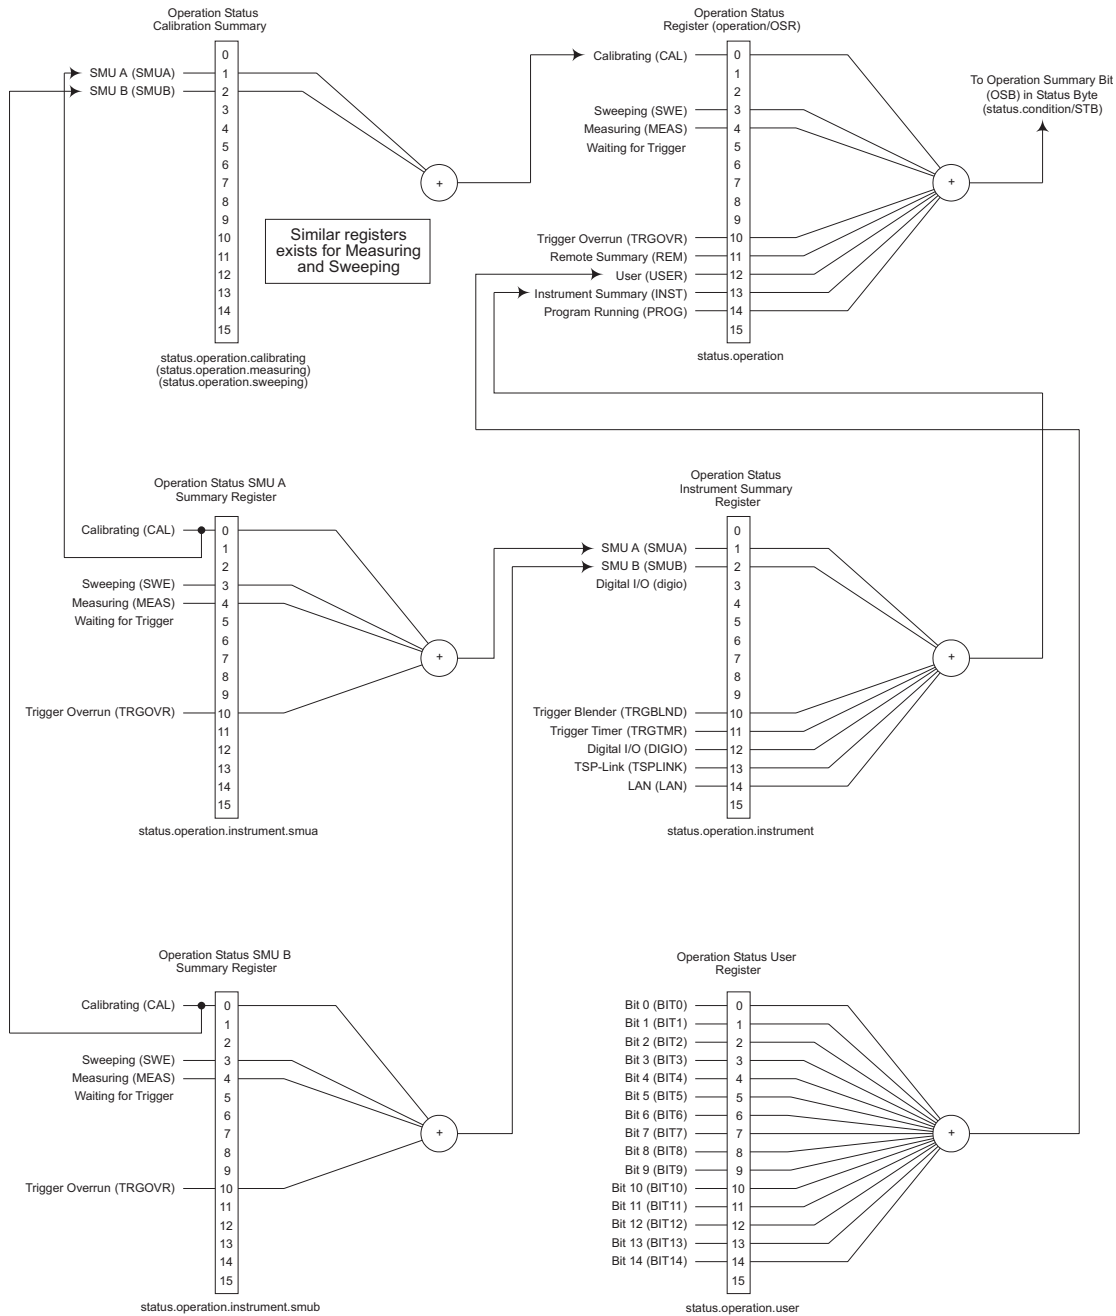 Operation Status
Calibration Summary
0
SMU A (SMUA) 1
SMU B (SMUB) 2
3
4
5
6
7
8
9
10
11
12
13
14
15
+
Similar registers
exists for Measuring
and Sweeping
status.operation.calibrating
(status.operation.measuring)
(status.operation.sweeping)
Operation Status
Register (operation/OSR)
Calibrating (CAL) 0
1
2
Sweeping (SWE) 3
Measuring (MEAS) 4
Waiting for Trigger 5
6
7
8
9
Trigger Overrun (TRGOVR) 10
Remote Summary (REM) 11
User (USER) 12
Instrument Summary (INST) 13
Program Running (PROG) 14
15
+
status.operation
To Operation Summary Bit
(OSB) in Status Byte
(status.condition/STB)
Operation Status SMU A
Summary Register
Calibrating (CAL) 0
1
2
Sweeping (SWE) 3
Measuring (MEAS) 4
Waiting for Trigger 5
6
7
8
9
Trigger Overrun (TRGOVR) 10
11
12
13
14
15
+
status.operation.instrument.smua
Operation Status
Instrument Summary
Register
0
SMU A (SMUA) 1
SMU B (SMUB) 2
Digital I/O (digio) 3
4
5
6
7
8
9
Trigger Blender (TRGBLND) 10
Trigger Timer (TRGTMR) 11
Digital I/O (DIGIO) 12
TSP-Link (TSPLINK) 13
LAN (LAN) 14
15
+
status.operation.instrument
Operation Status SMU B
Summary Register
Calibrating (CAL) 0
1
2
Sweeping (SWE) 3
Measuring (MEAS) 4
Waiting for Trigger 5
6
7
8
9
Trigger Overrun (TRGOVR) 10
11
12
13
14
15
+
status.operation.instrument.smub
Operation Status User
Register
Bit 0 (BIT0) 0
Bit 1 (BIT1) 1
Bit 2 (BIT2) 2
Bit 3 (BIT3) 3
Bit 4 (BIT4) 4
Bit 5 (BIT5) 5
Bit 6 (BIT6) 6
Bit 7 (BIT7) 7
Bit 8 (BIT8) 8
Bit 9 (BIT9) 9
Bit 10 (BIT10) 10
Bit 11 (BIT11) 11
Bit 12 (BIT12) 12
Bit 13 (BIT13) 13
Bit 14 (BIT14) 14
15
+
status.operation.user